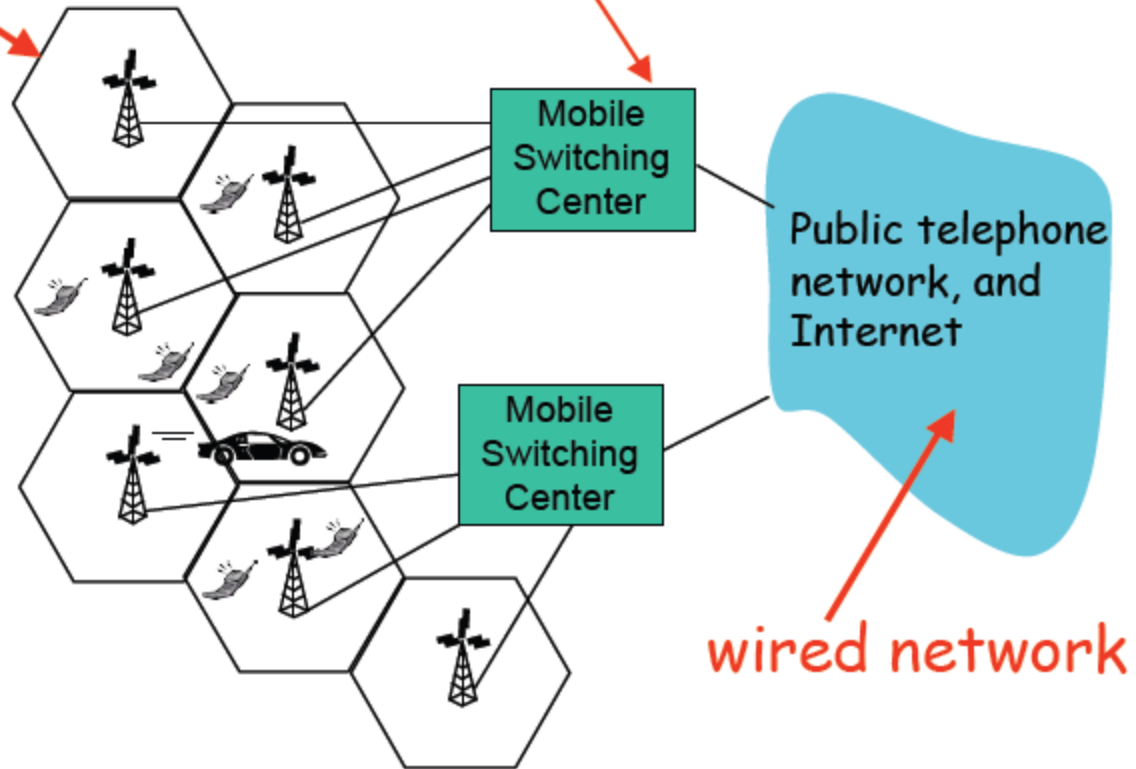 Mobile
Switching
Center
Public telephone
network, and
Internet
Mobile
Switching
Center
wired network